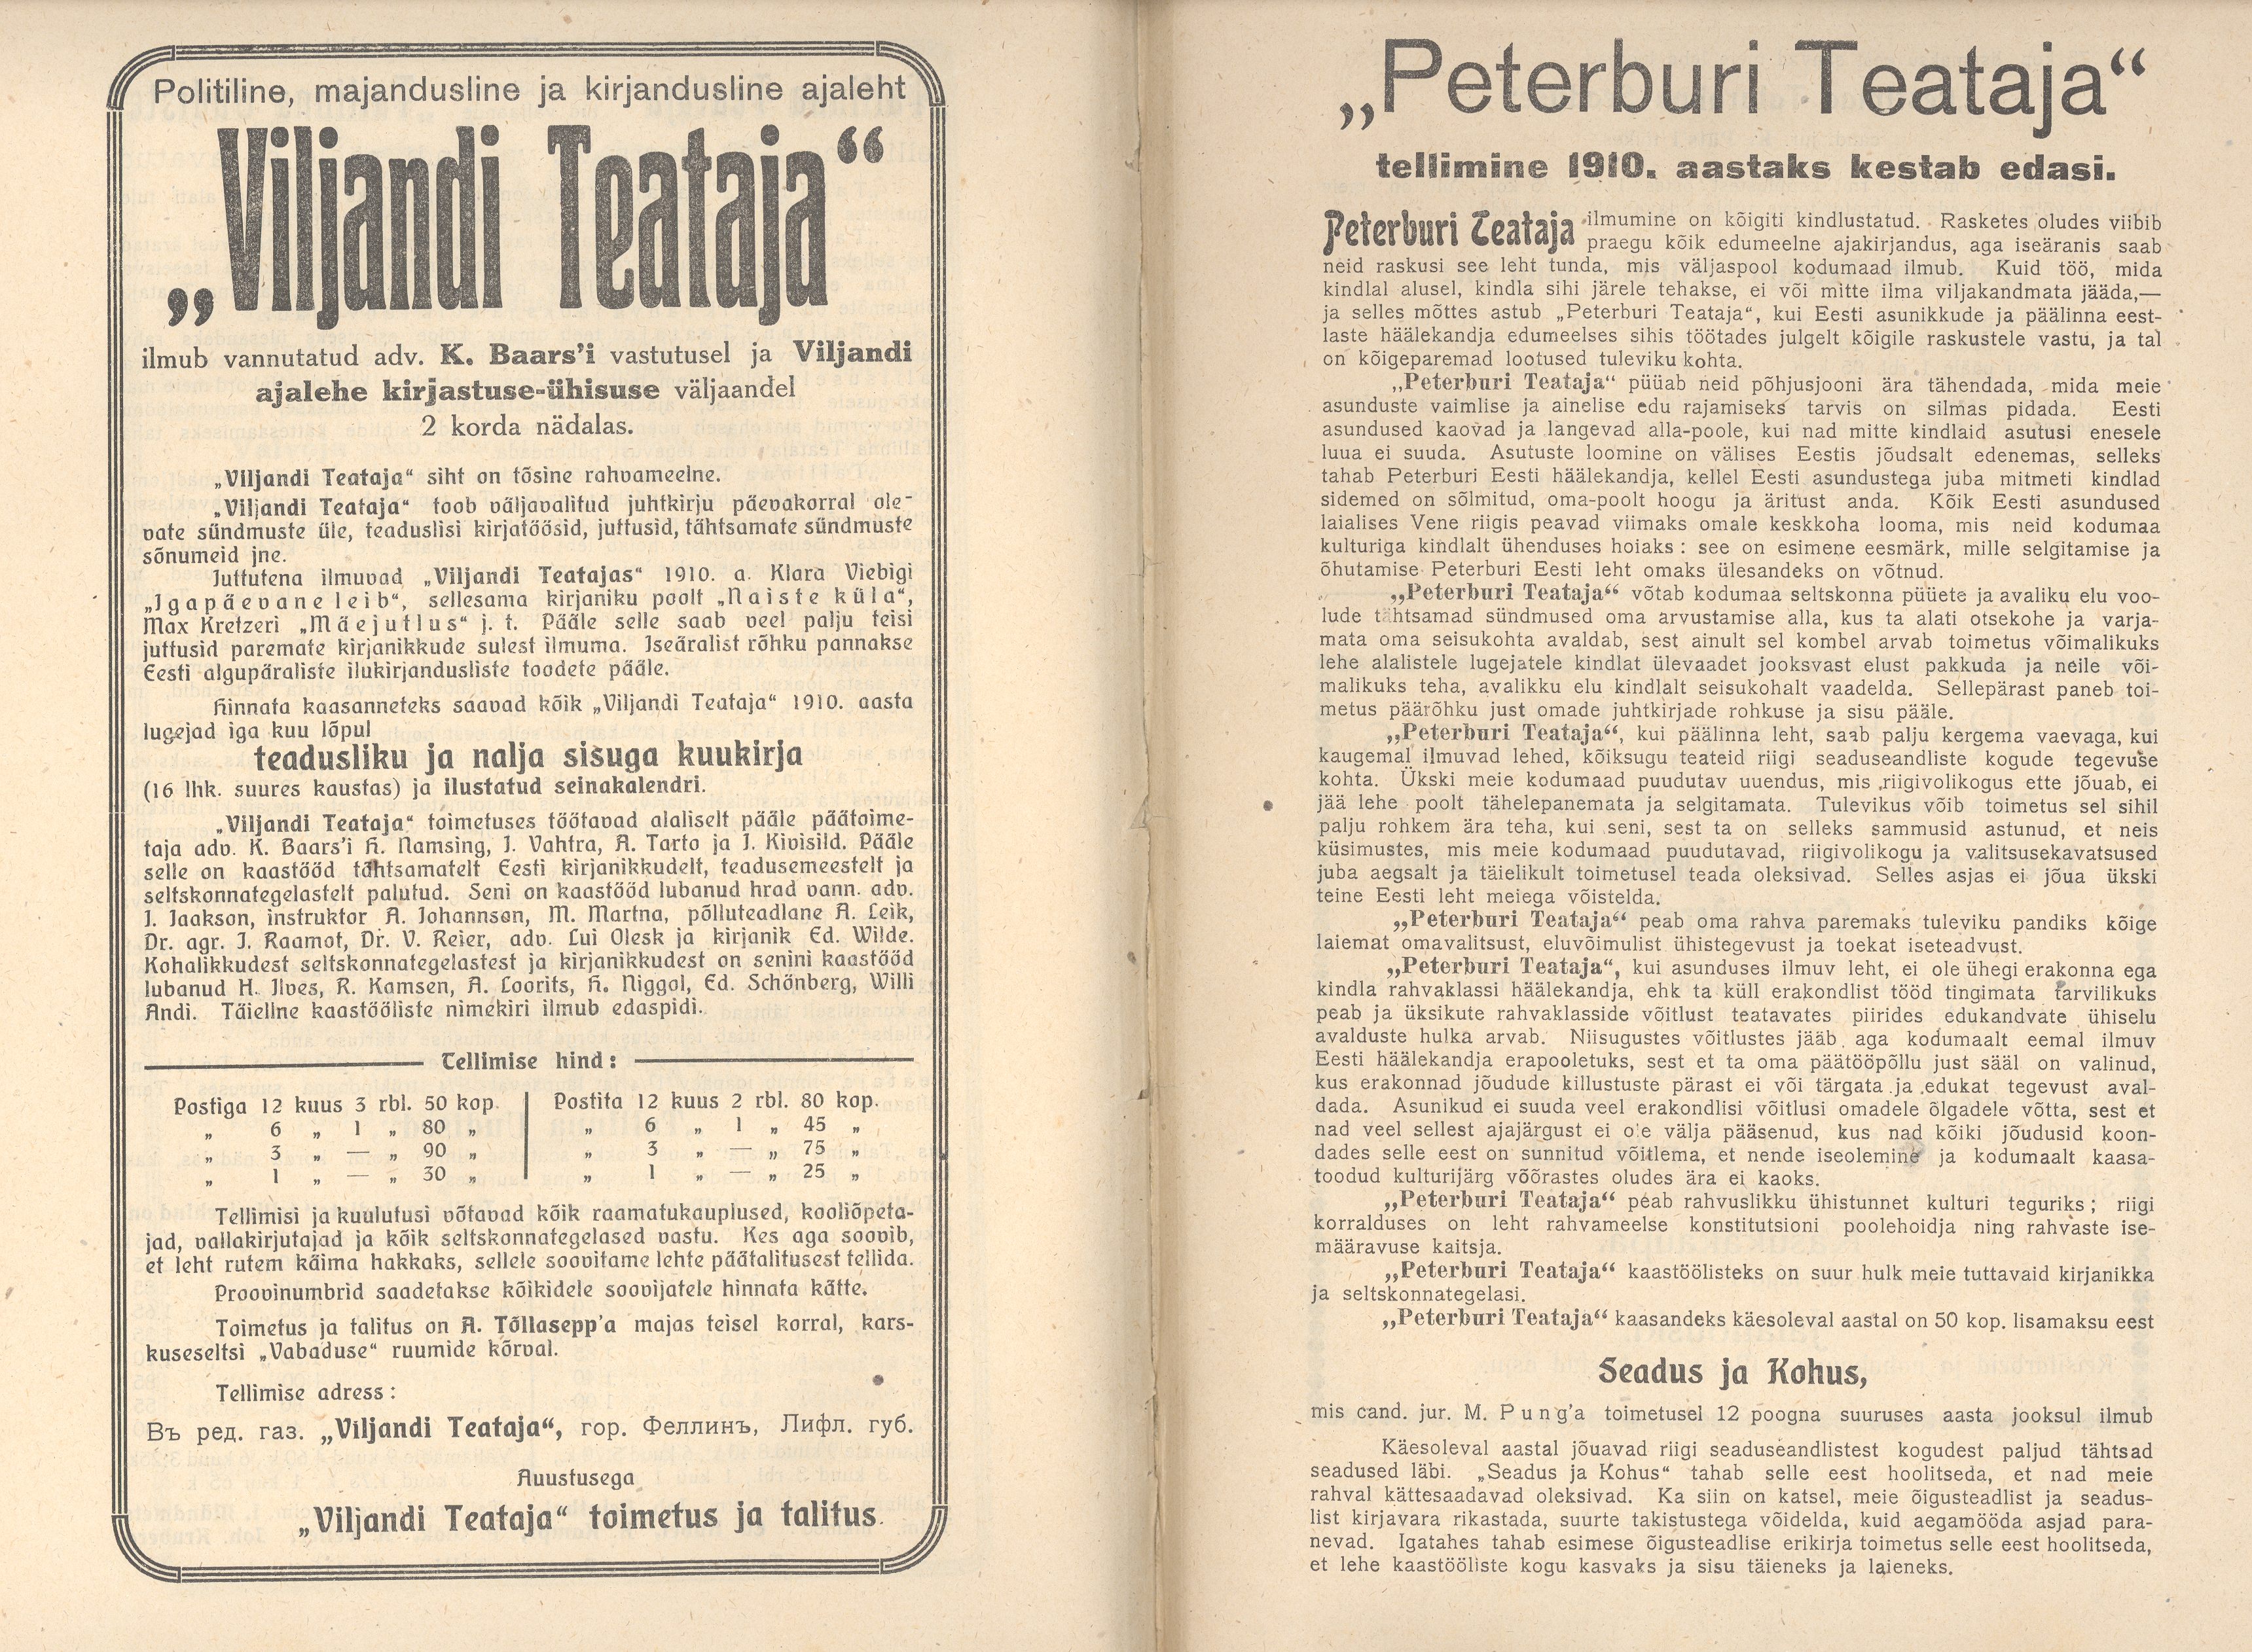 Politiline, majandusline ja kirjandusline ajaleht
„Viljandi Teataja“
ilmub vannutatud adv. K. Baars’i vastutusel ja Viljandi
ajalehe kirjastuse-ühisuse väljaandel
2 korda nädalas.
„Viljandi Teataja“ siht on tõsine rahvameelne.
„Viljandi Teataja“ toob väljavalitud juhtkirju päevakorral ole-
vate sündmuste üle, teaduslisi kirjatöösid, juttusid, tähtsamate sündmuste
sõnumeid jne.
Juttutena ilmuvad „Viljandi Teatajas“ 1910. a. Klara Viebigi
„Igapäevane leib“, sellesama kirjaniku poolt „Naiste küla“,
Max Kretzeri „Mäejutlus“ j. t. Pääle selle saab veel palju teisi
juttusid paremate kirjanikkude sulest ilmuma. Iseäralist rõhku pannakse
Eesti algupäraliste ilukirjandusliste toodete pääle.
Hinnata kaasanneteks saavad kõik „Viljandi Teataja“ 1910. aasta
lugejad iga kuu lõpul
teadusliku ja nalja sisuga kuukirja
(16 lhk. suures kaustas) ja ilustatud seinakalendri.
„Viljandi Teataja“ toimetuses töötavad alaliselt pääle päätoime-
taja adv. K. Baars’i H. Namsing, J. Vahtra, A. Tarto ja J. Kivisild. Pääle
selle on kaastööd tähtsamatelt Eesti kirjanikkudelt, teadusemeestelt ja
seltskonnategelastelt palutud. Seni on kaastööd lubanud hrad vann. adv.
J. Jaakson, instruktor A. Johannson, M. Martna, põlluteadlane A. Leik,
Dr. agr. J. Raamot, Dr. V. Reier, adv. Lui Olesk ja kirjanik Ed. Wilde.
Kohalikkudest seltskonnategelastest ja kirjanikkudest on senini kaastööd
lubanud H. Ilves, R. Kamsen, A. Loorits, H. Niggol, Ed. Schönberg, Willi
Andi. Täieline kaastööliste nimekiri ilmub edaspidi.
Tellimise hind:
Postiga 12 kuus 3 rbl. 50 kop. Postita 12 kuus 2 rbl. 80 kop.
„ 6 „ 1 „ 80 „ „ 6 „ 1 „ 45 „
„ 3 „ — „ 90 „ „ 3 „ — „ 75 „
„ 1 „ — „ 30 „ „ 1 „ — „ 25 „
Tellimisi ja kuulutusi võtavad kõik raamatukauplused, kooliõpeta-
jad, vallakirjutajad ja kõik seltskonnategelased vastu. Kes aga soovib,
et leht rutem käima hakkaks, sellele soovitame lehte päätalitusest tellida.
Proovinumbrid saadetakse kõikidele soovijatele hinnata kätte.
Toimetus ja talitus on A. Tõllasepp’a majas teisel korral, kars-
kuseseltsi „Vabaduse“ ruumide kõrval.
Tellimise adress:
Въ ред. газ. „Viljandi Teataja“, гор. Феллинъ, Лифл. губ.
Auustusega
„Viljandi Teataja“ toimetus ja talitus.
„Peterburi Teataja“
tellimine 1910. aastaks kestab edasi.
Peterburi Teataja ilmumine on kõigiti kindlustatud. Rasketes oludes viibib
praegu kõik edumeelne ajakirjandus, aga iseäranis saab
neid raskusi see leht tunda, mis väljaspool kodumaad ilmub. Kuid töö, mida
kindlal alusel, kindla sihi järele tehakse, ei või mitte ilma viljakandmata jääda,—
ja selles mõttes astub „Peterburi Teataja“, kui Eesti asunikkude ja päälinna eest-
laste häälekandja edumeelses sihis töötades julgelt kõigile raskustele vastu, ja tal
on kõigeparemad lootused tuleviku kohta.
„Peterburi Teataja“ püüab neid põhjusjooni ära tähendada, mida meie
asunduste vaimlise ja ainelise edu rajamiseks tarvis on silmas pidada. Eesti
asundused kaovad ja langevad alla-poole, kui nad mitte kindlaid asutusi enesele
luua ei suuda. Asutuste loomine on välises Eestis jõudsalt edenemas, selleks
tahab Peterburi Eesti häälekandja, kellel Eesti asundustega juba mitmeti kindlad
sidemed on sõlmitud, oma-poolt hoogu ja äritust anda. Kõik Eesti asundused
laialises Vene riigis peavad viimaks omale keskkoha looma, mis neid kodumaa
kulturiga kindlalt ühenduses hoiaks: see on esimene eesmärk, mille selgitamise ja
õhutamise Peterburi Eesti leht omaks ülesandeks on võtnud.
„Peterburi Teataja“ võtab kodumaa seltskonna püüete ja avaliku elu voo-
lude tähtsamad sündmused oma arvustamise alla, kus ta alati otsekohe ja varja-
mata oma seisukohta avaldab, sest ainult sel kombel arvab toimetus võimalikuks
lehe alalistele lugejatele kindlat ülevaadet jooksvast elust pakkuda ja neile või-
malikuks teha, avalikku elu kindlalt seisukohalt vaadelda. Sellepärast paneb toi-
metus päärõhku just omade juhtkirjade rohkuse ja sisu pääle.
„Peterburi Teataja“, kui päälinna leht, saab palju kergema vaevaga, kui
kaugemal ilmuvad lehed, kõiksugu teateid riigi seaduseandliste kogude tegevuse
kohta. Ükski meie kodumaad puudutav uuendus, mis riigivolikogus ette jõuab, ei
jää lehe poolt tähelepanemata ja selgitamata. Tulevikus võib toimetus sel sihil
palju rohkem ära teha, kui seni, sest ta on selleks sammusid astunud, et neis
küsimustes, mis meie kodumaad puudutavad, riigivolikogu ja valitsusekavatsused
juba aegsalt ja täielikult toimetusel teada oleksivad. Selles asjas ei jõua ükski
teine Eesti leht meiega võistelda.
„Peterburi Teataja“ peab oma rahva paremaks tuleviku pandiks kõige
laiemat omavalitsust, eluvõimulist ühistegevust ja toekat iseteadvust.
„Peterburi Teataja“, kui asunduses ilmuv leht, ei ole ühegi erakonna ega
kindla rahvaklassi häälekandja, ehk ta küll erakondlist tööd tingimata tarvilikuks
peab ja üksikute rahvaklasside võitlust teatavates piirides edukandvate ühiselu
avalduste hulka arvab. Niisugustes võitlustes jääb aga kodumaalt eemal ilmuv
Eesti häälekandja erapooletuks, sest et ta oma päätööpõllu just sääl on valinud,
kus erakonnad jõudude killustuste pärast ei või tärgata ja edukat tegevust aval-
dada. Asunikud ei suuda veel erakondlisi võitlusi omadele õlgadele võtta, sest et
nad veel sellest ajajärgust ei ole välja pääsenud, kus nad kõiki jõudusid koon-
dades selle eest on sunnitud võitlema, et nende iseolemine ja kodumaalt kaasa-
toodud kulturijärg võõrastes oludes ära ei kaoks.
„Peterburi Teataja“ peab rahvuslikku ühistunnet kulturi teguriks; riigi
korralduses on leht rahvameelse konstitutsioni poolehoidja ning rahvaste ise-
määravuse kaitsja.
„Peterburi Teataja“ kaastöölisteks on suur hulk meie tuttavaid kirjanikka
ja seltskonnategelasi.
„Peterburi Teataja“ kaasandeks käesoleval aastal on 50 kop. lisamaksu eest
Seadus ja Kohus,
mis cand. jur. M. Pung’a toimetusel 12 poogna suuruses aasta jooksul ilmub
Käesoleval aastal jõuavad riigi seaduseandlistest kogudest paljud tähtsad
seadused läbi. „Seadus ja Kohus“ tahab selle eest hoolitseda, et nad meie
rahval kättesaadavad oleksivad. Ka siin on katsel, meie õigusteadlist ja seadus-
list kirjavara rikastada, suurte takistustega võidelda, kuid aegamööda asjad para-
nevad. Igatahes tahab esimese õigusteadlise erikirja toimetus selle eest hoolitseda,
et lehe kaastööliste kogu kasvaks ja sisu täieneks ja laieneks.